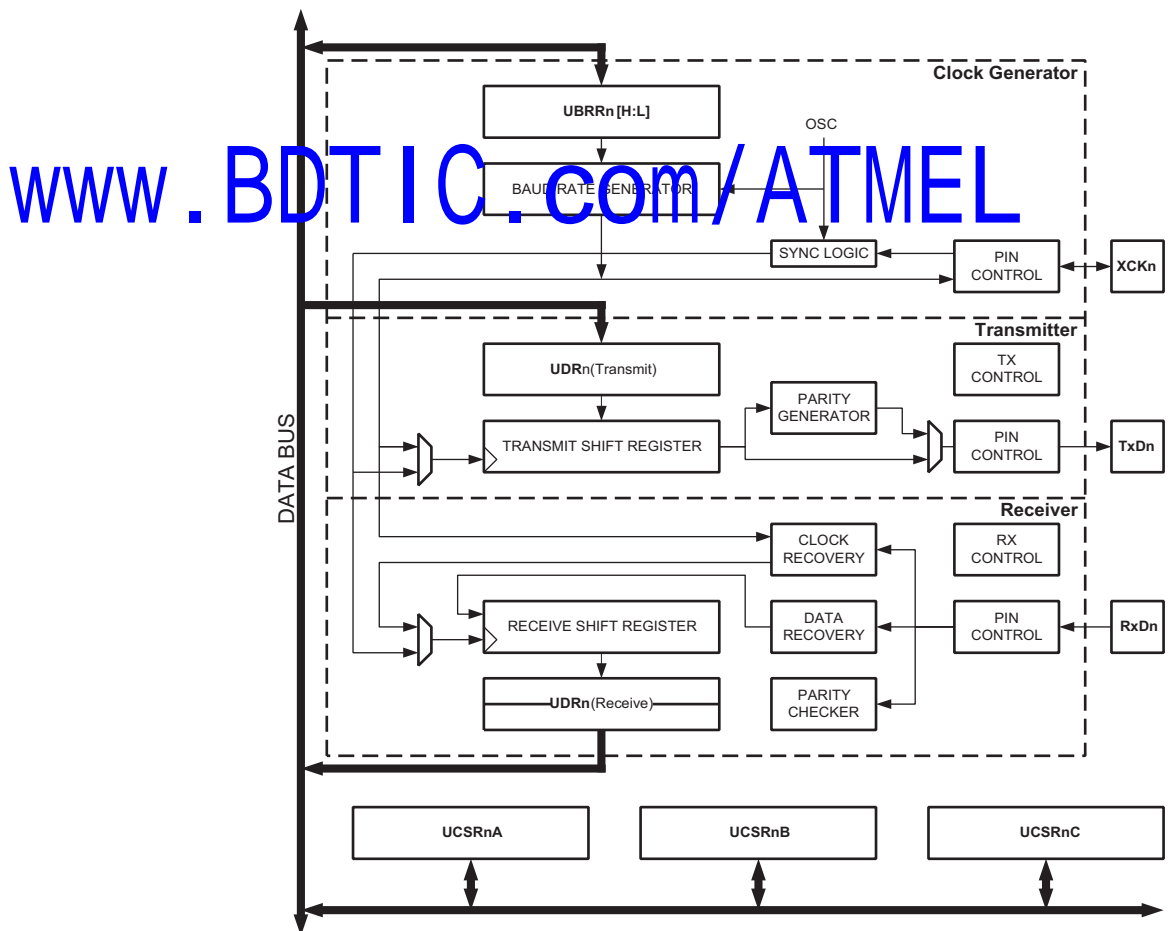 Clock Generator
UBRRn [H:L]
OSC
www.BDTIC.com/ATMEL
BAUD RATE GENERATOR
SYNC LOGIC
PIN
CONTROL
XCKn
Transmitter
UDRn(Transmit)
TX
CONTROL
PARITY
GENERATOR
TRANSMIT SHIFT REGISTER
PIN
CONTROL
TxDn
DATA BUS
Receiver
CLOCK
RECOVERY
RX
CONTROL
RECEIVE SHIFT REGISTER
DATA
RECOVERY
PIN
CONTROL
RxDn
UDRn(Receive)
PARITY
CHECKER
UCSRnA
UCSRnB
UCSRnC